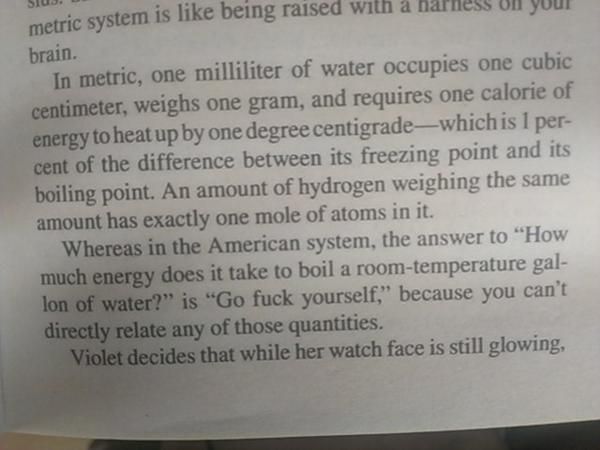 metric system is like being raised with a harness on your
brain.
In metric, one milliliter of water occupies one cubic
centimeter, weighs one gram, and requires one calorie of
energy to heat up by one degree centigrade—which is 1 per-
cent of the difference between its freezing point and its
boiling point. An amount of hydrogen weighing the same
amount has exactly one mole of atoms in it.
Whereas in the American system, the answer to “How
much energy does it take to boil a room-temperature gal-
lon of water?” is “Go fuck yourself,” because you can’t
directly relate any of those quantities.
Violet decides that while her watch face is still glowing,